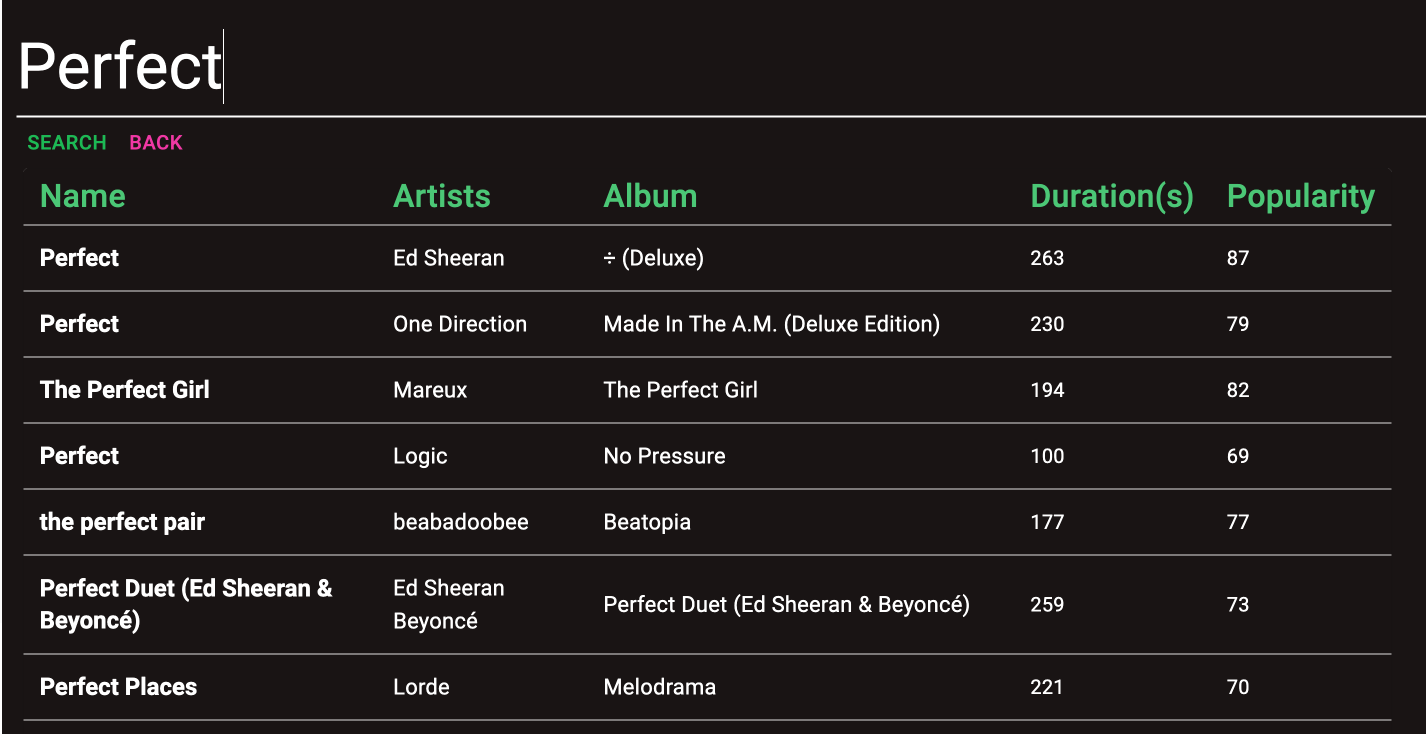 Perfect
SEARCH BACK
Name Artists Album Duration(s) Popularity
Perfect Ed Sheeran ÷ (Deluxe) 263 87
Perfect One Direction Made In The A.M. (Deluxe Edition) 230 79
The Perfect Girl Mareux The Perfect Girl 194 82
Perfect Logic No Pressure 100 69
the perfect pair beabadoobee Beatopia 177 77
Perfect Duet (Ed Sheeran & Ed Sheeran
Beyoncé) Beyoncé Perfect Duet (Ed Sheeran & Beyoncé) 259 73
Perfect Places Lorde Melodrama 221 70